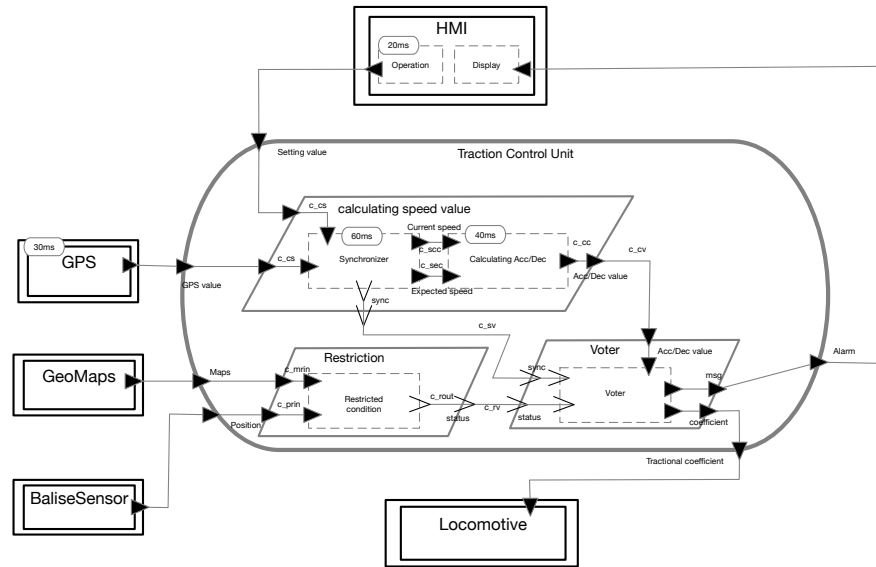 HMI
20ms
Operation
Display
Setting value
Traction Control Unit
c_cs
calculating speed value
Current speed
60ms
40ms
c_scc
c_cc
c_cv
30ms
GPS
c_cs
Synchronizer
Calculating Acc/Dec
c_sec
GPS value
Expected speed
Acc/Dec value
sync
c_sv
Restriction
Voter
Acc/Dec value
Alarm
GeoMaps
Maps
c_mrin
sync
msg
Restricted
condition
c_rout
Voter
c_prin
c_rv
Position
status
status
coefficient
Tractional coefficient
BaliseSensor
Locomotive